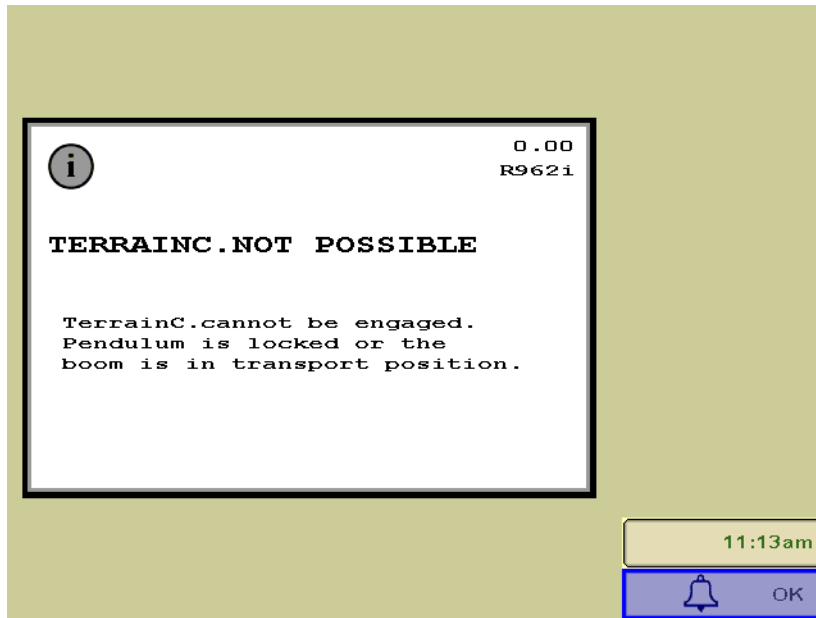 i
0.00
R962i
TERRAINC.NOT POSSIBLE
TerrainC.cannot be engaged.
Pendulum is locked or the
boom is in transport position.
11:13am
OK